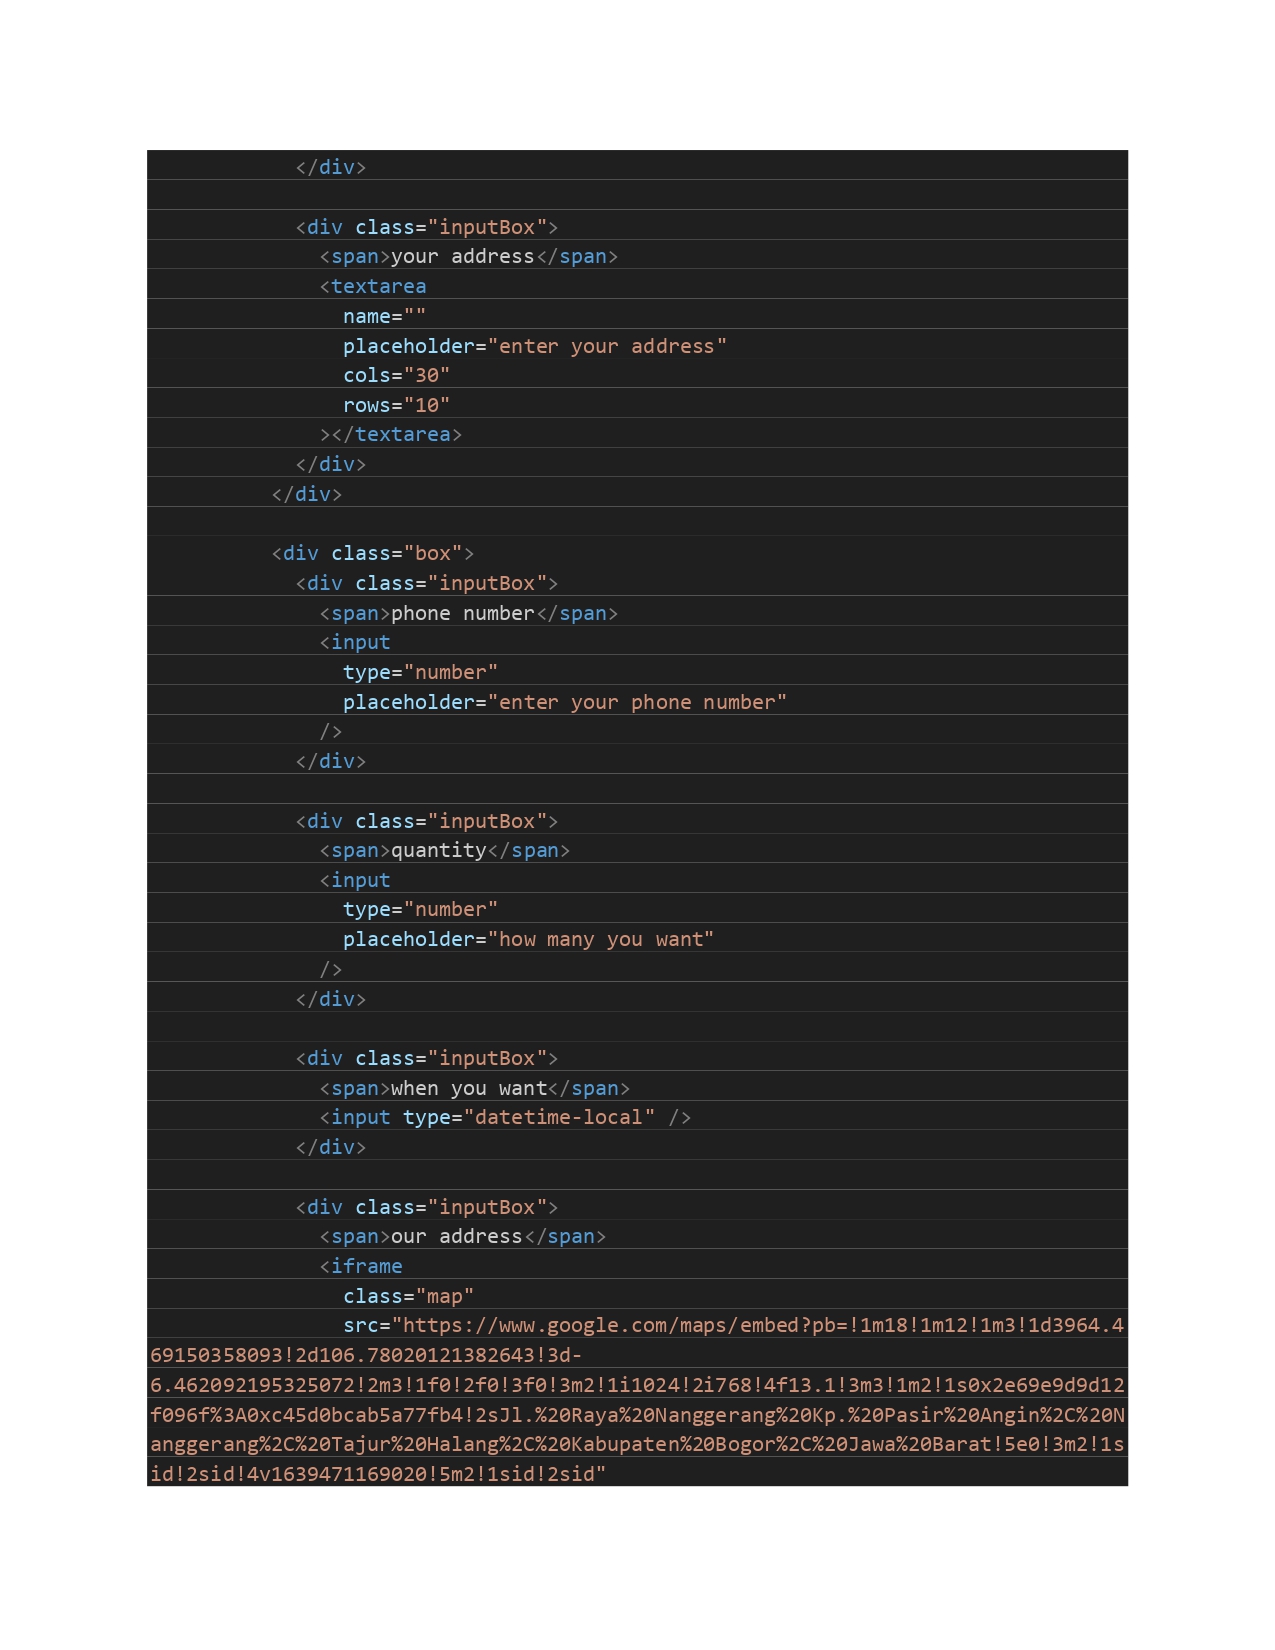 </div>
<div class="inputBox">
<span>your address</span>
<textarea
name=""
placeholder="enter your address"
cols="30"
rows="10"
></textarea>
</div>
</div>
<div class="box">
<div class="inputBox">
<span>phone number</span>
<input
type="number"
placeholder="enter your phone number"
/>
</div>
<div class="inputBox">
<span>quantity</span>
<input
type="number"
placeholder="how many you want"
/>
</div>
<div class="inputBox">
<span>when you want</span>
<input type="datetime-local" />
</div>
<div class="inputBox">
<span>our address</span>
<iframe
class="map"
src="https://www.google.com/maps/embed?pb=!1m18!1m12!1m3!1d3964.4
69150358093!2d106.78020121382643!3d-
6.462092195325072!2m3!1f0!2f0!3f0!3m2!1i1024!2i768!4f13.1!3m3!1m2!1s0x2e69e9d9d12
f096f%3A0xc45d0bcab5a77fb4!2sJl.%20Raya%20Nanggerang%20Kp.%20Pasir%20Angin%2C%20N
anggerang%2C%20Tajur%20Halang%2C%20Kabupaten%20Bogor%2C%20Jawa%20Barat!5e0!3m2!1s
id!2sid!4v1639471169020!5m2!1sid!2sid"